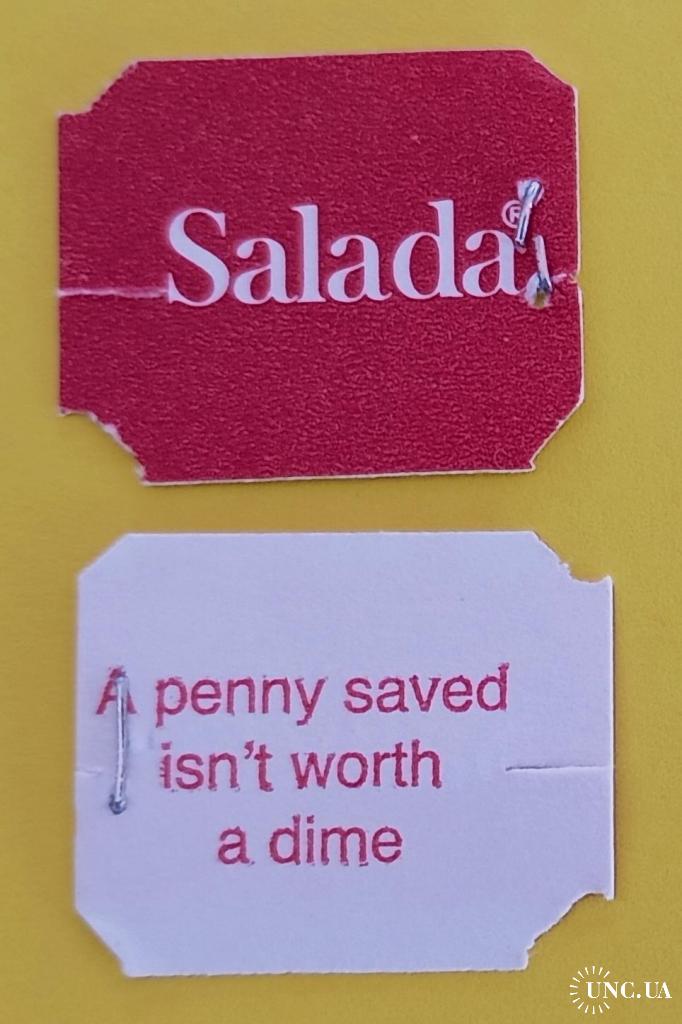 Salada®
A penny saved
isn't worth
a dime
UNC.UA